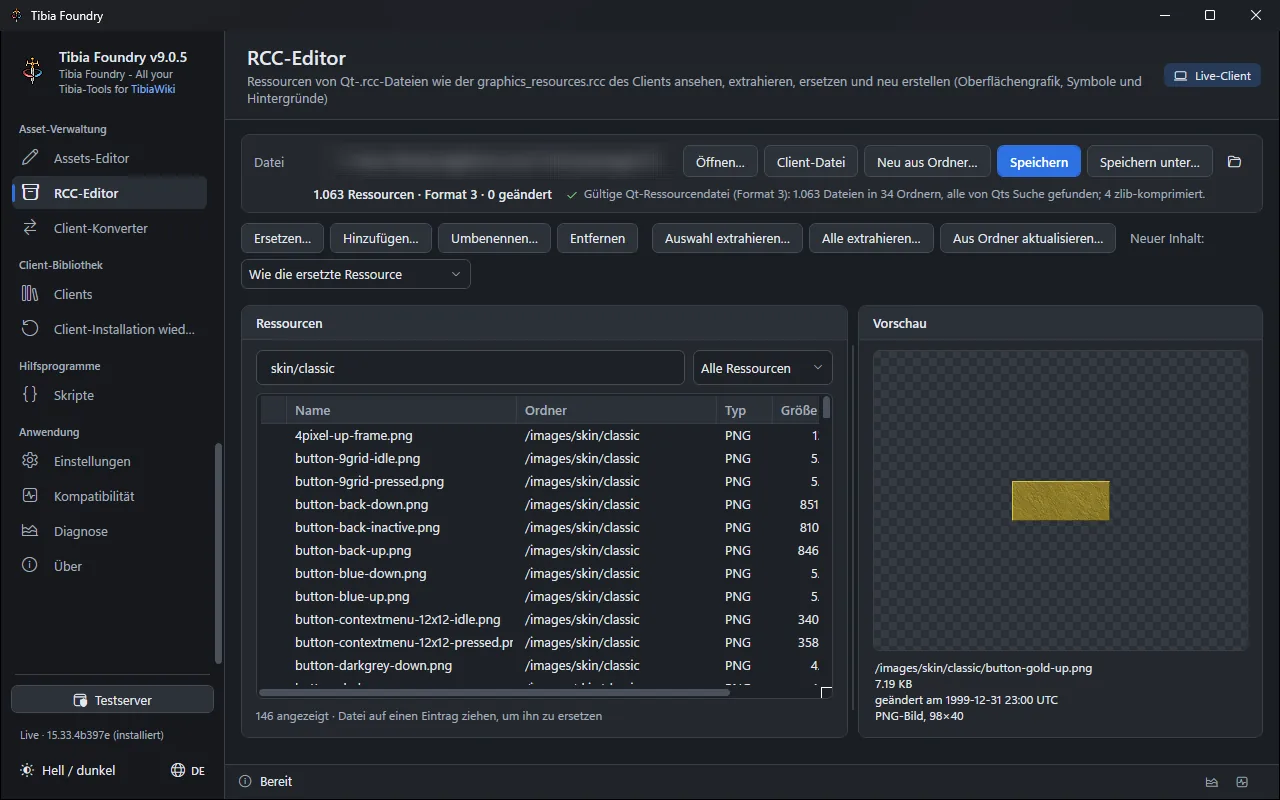 Tibia Foundry
Tibia Foundry v9.0.5
Tibia Foundry - All your
Tibia-Tools for TibiaWiki
Asset-Verwaltung
Assets-Editor
RCC-Editor
Client-Konverter
Client-Bibliothek
Clients
Client-Installation wied...
Hilfsprogramme
Skripte
Anwendung
Einstellungen
Kompatibilität
Diagnose
Über
Testserver
Live · 15.33.4b397e (installiert)
Hell / dunkel
DE
RCC-Editor
Ressourcen von Qt-.rcc-Dateien wie der graphics_resources.rcc des Clients ansehen, extrahieren, ersetzen und neu erstellen (Oberflächengrafik, Symbole und
Hintergründe)
Live-Client
Datei
Öffnen...
Client-Datei
Neu aus Ordner...
Speichern
Speichern unter...
1.063 Ressourcen · Format 3 · 0 geändert
Gültige Qt-Ressourcendatei (Format 3): 1.063 Dateien in 34 Ordnern, alle von Qts Suche gefunden; 4 zlib-komprimiert.
Ersetzen...
Hinzufügen...
Umbenennen...
Entfernen
Auswahl extrahieren...
Alle extrahieren...
Aus Ordner aktualisieren...
Neuer Inhalt:
Wie die ersetzte Ressource
Ressourcen
skin/classic
Alle Ressourcen
Name Ordner Typ Größe
4pixel-up-frame.png /images/skin/classic PNG 1.
button-9grid-idle.png /images/skin/classic PNG 5.
button-9grid-pressed.png /images/skin/classic PNG 5.
button-back-down.png /images/skin/classic PNG 851
button-back-inactive.png /images/skin/classic PNG 810
button-back-up.png /images/skin/classic PNG 846
button-blue-down.png /images/skin/classic PNG 5.
button-blue-up.png /images/skin/classic PNG 5.
button-contextmenu-12x12-idle.png /images/skin/classic PNG 340
button-contextmenu-12x12-pressed.pr /images/skin/classic PNG 358
button-darkgrey-down.png /images/skin/classic PNG 4.
146 angezeigt · Datei auf einen Eintrag ziehen, um ihn zu ersetzen
Vorschau
/images/skin/classic/button-gold-up.png
7.19 KB
geändert am 1999-12-31 23:00 UTC
PNG-Bild, 98×40
Bereit